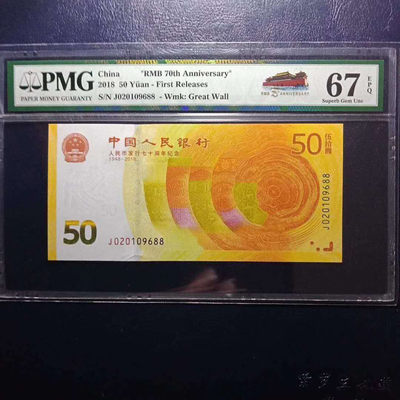 PMG
PAPER MONEY GUARANTY
China "RMB 70th Anniversary"
2018 50 Yüan - First Releases
S/N J020109688 - Wmk: Great Wall
67 EPQ
Superb Gem Unc
中国人民银行
人民币发行七十周年纪念
1948-2018
50
伍拾圆
J020109688
50
J020109688